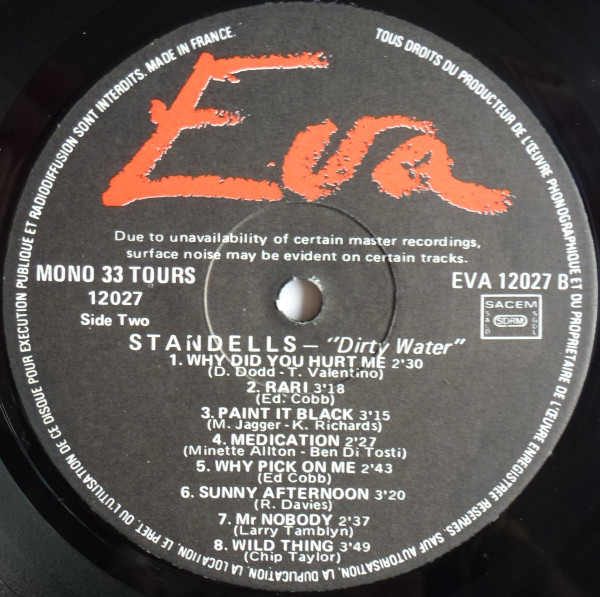 TOUS DROITS DU PRODUCTEUR DE L'ŒUVRE PHONOGRAPHIQUE ET DU PROPRIETAIRE DE L'ŒUVRE ENREGISTREE RESERVES. SAUF AUTORISATION, LA DUPLICATION, LA LOCATION, LE PRET OU L'UTILISATION DE CE DISQUE POUR EXECUTION PUBLIQUE ET RADIODIFFUSION SONT INTERDITS. MADE IN FRANCE.
Eva
Due to unavailability of certain master recordings,
surface noise may be evident on certain tracks.
MONO 33 TOURS
12027
Side Two
EVA 12027 B
SACEM
SACD
SDRM
SGDL
STANDELLS – "Dirty Water"
1. WHY DID YOU HURT ME 2'30
(D. Dodd - T. Valentino)
2. RARI 3'18
(Ed. Cobb)
3. PAINT IT BLACK 3'15
(M. Jagger - K. Richards)
4. MEDICATION 2'27
(Minette Allton - Ben Di Tosti)
5. WHY PICK ON ME 2'43
(Ed Cobb)
6. SUNNY AFTERNOON 3'20
(R. Davies)
7. Mr NOBODY 2'37
(Larry Tamblyn)
8. WILD THING 3'49
(Chip Taylor)